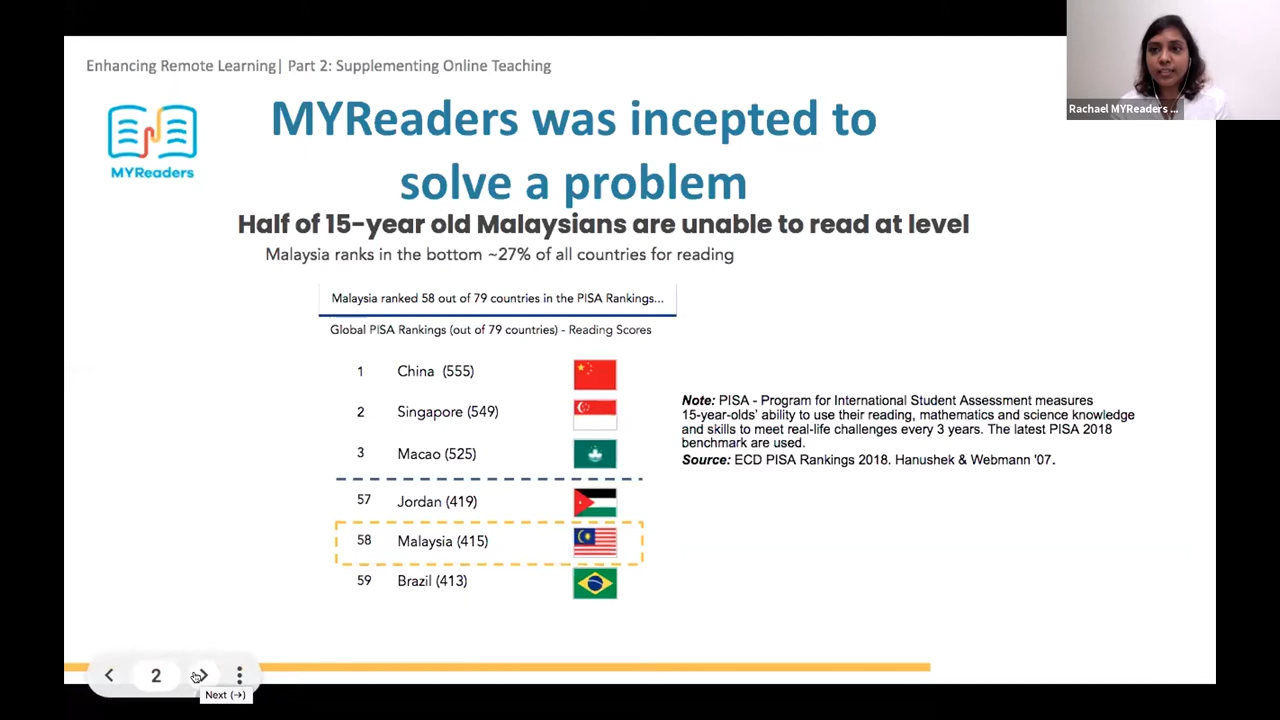 Enhancing Remote Learning| Part 2: Supplementing Online Teaching
Rachael MYReaders ...
MYReaders
MYReaders was incepted to
solve a problem
Half of 15-year old Malaysians are unable to read at level
Malaysia ranks in the bottom ~27% of all countries for reading
Malaysia ranked 58 out of 79 countries in the PISA Rankings...
Global PISA Rankings (out of 79 countries) - Reading Scores
1 China (555)
2 Singapore (549)
3 Macao (525)
57 Jordan (419)
58 Malaysia (415)
59 Brazil (413)
Note: PISA - Program for International Student Assessment measures
15-year-olds' ability to use their reading, mathematics and science knowledge
and skills to meet real-life challenges every 3 years. The latest PISA 2018
benchmark are used.
Source: ECD PISA Rankings 2018. Hanushek & Webmann '07.
2
Next (→)